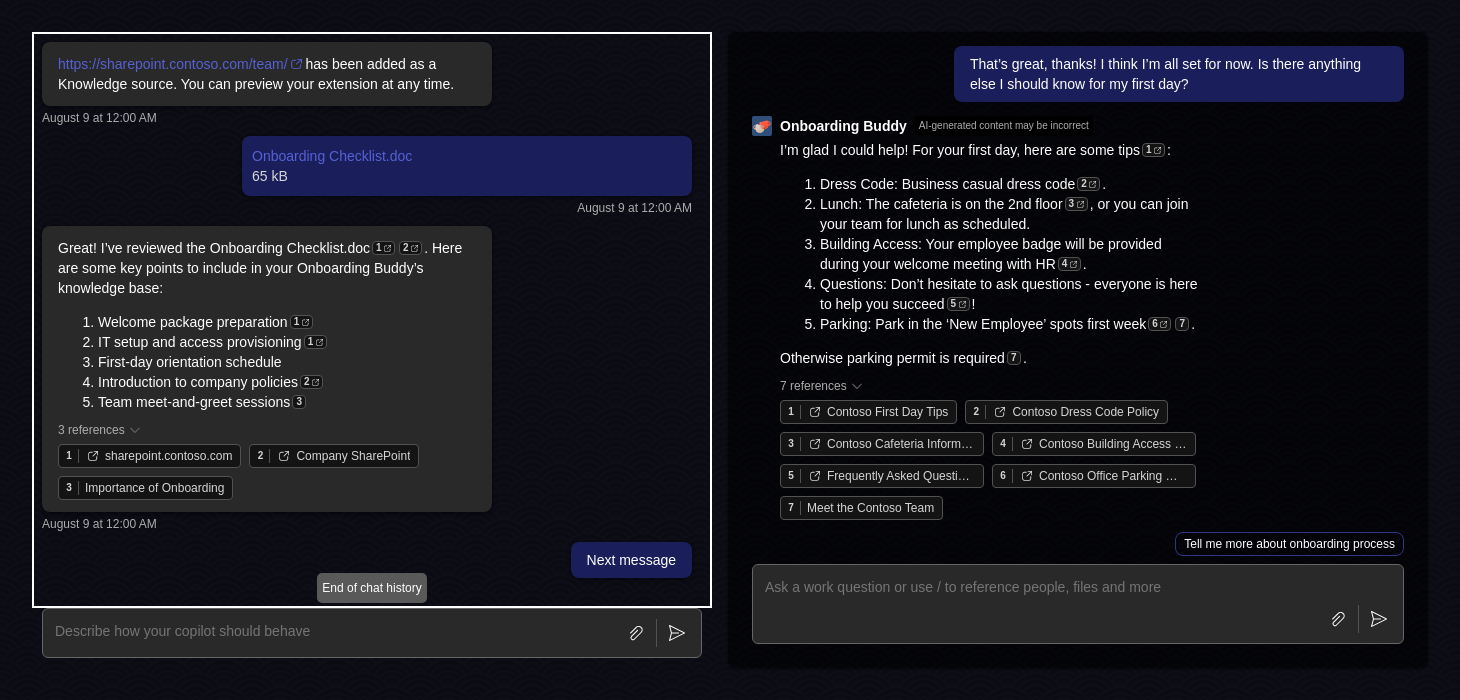 https://sharepoint.contoso.com/team/ has been added as a
Knowledge source. You can preview your extension at any time.
August 9 at 12:00 AM
Onboarding Checklist.doc
65 kB
August 9 at 12:00 AM
Great! I’ve reviewed the Onboarding Checklist.doc 1 2 . Here
are some key points to include in your Onboarding Buddy’s
knowledge base:
1. Welcome package preparation 1
2. IT setup and access provisioning 1
3. First-day orientation schedule
4. Introduction to company policies 2
5. Team meet-and-greet sessions 3
3 references
1 sharepoint.contoso.com 2 Company SharePoint
3 Importance of Onboarding
August 9 at 12:00 AM
Next message
End of chat history
Describe how your copilot should behave
That’s great, thanks! I think I’m all set for now. Is there anything
else I should know for my first day?
Onboarding Buddy AI-generated content may be incorrect
I’m glad I could help! For your first day, here are some tips 1 :
1. Dress Code: Business casual dress code 2 .
2. Lunch: The cafeteria is on the 2nd floor 3 , or you can join
your team for lunch as scheduled.
3. Building Access: Your employee badge will be provided
during your welcome meeting with HR 4 .
4. Questions: Don’t hesitate to ask questions - everyone is here
to help you succeed 5 !
5. Parking: Park in the ‘New Employee’ spots first week 6 7 .
Otherwise parking permit is required 7 .
7 references
1 Contoso First Day Tips 2 Contoso Dress Code Policy
3 Contoso Cafeteria Inform… 4 Contoso Building Access …
5 Frequently Asked Questi… 6 Contoso Office Parking …
7 Meet the Contoso Team
Tell me more about onboarding process
Ask a work question or use / to reference people, files and more